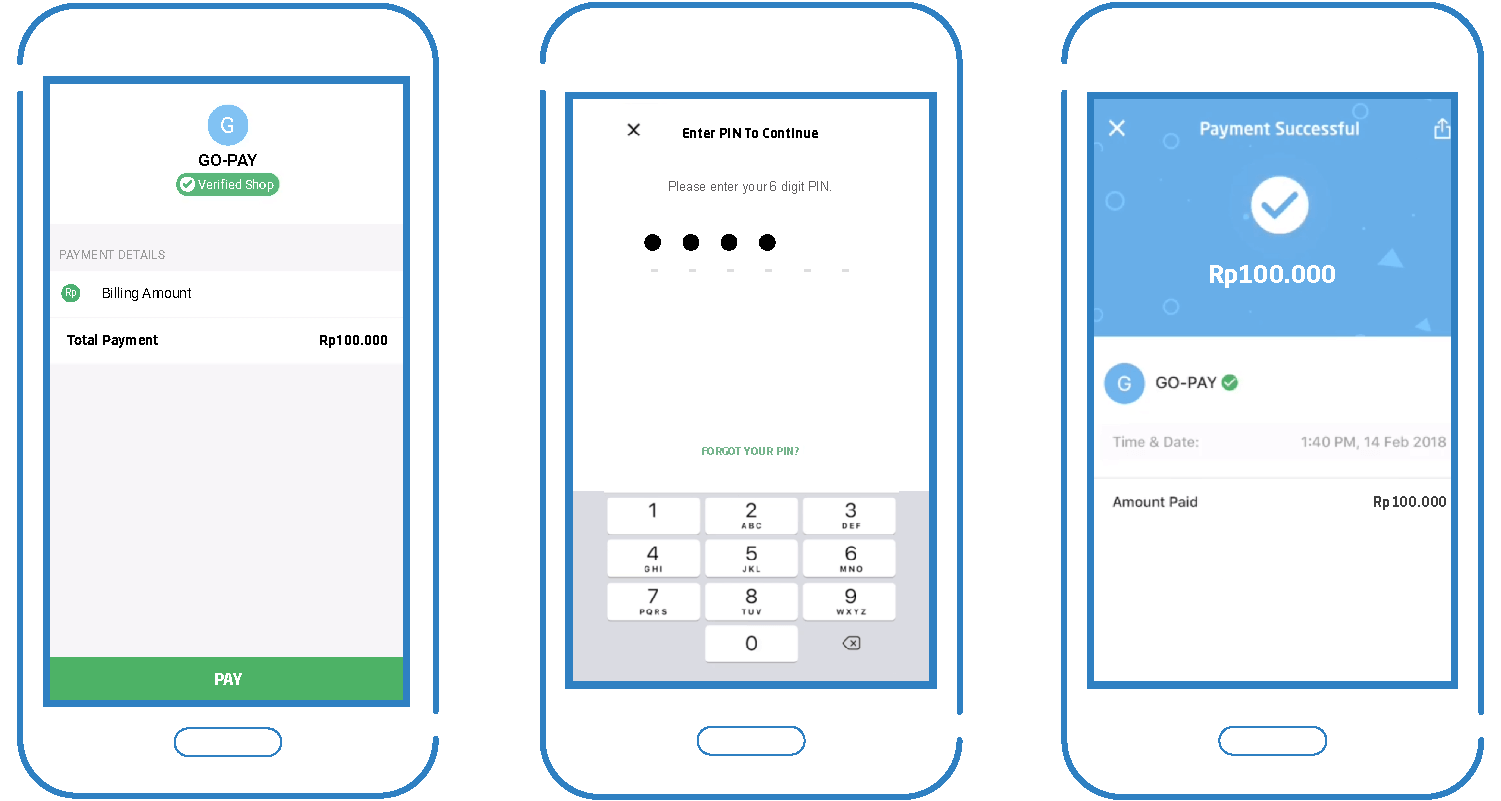 G
GO-PAY
Verified Shop
PAYMENT DETAILS
Rp Billing Amount
Total Payment Rp100.000
PAY
Enter PIN To Continue
Please enter your 6 digit PIN.
FORGOT YOUR PIN?
1 2 3
ABC DEF
4 5 6
GHI JKL MNO
7 8 9
PQRS TUV WXYZ
0
Payment Successful
Rp100.000
G GO-PAY
Time & Date: 1:40 PM, 14 Feb 2018
Amount Paid Rp100.000